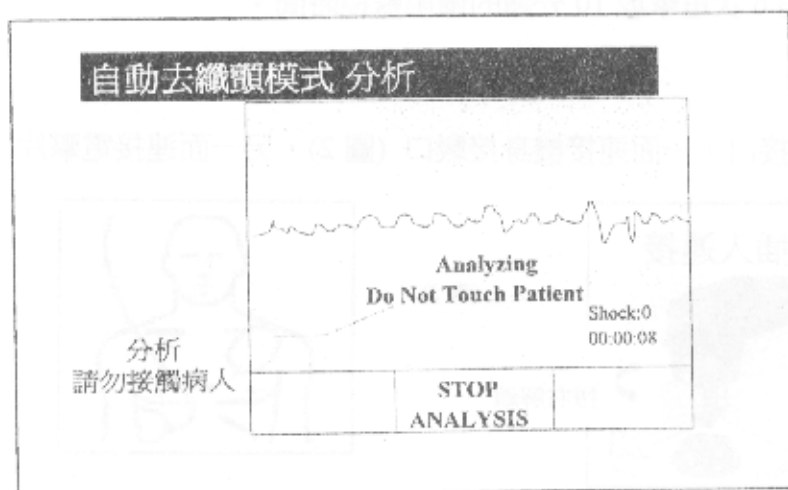 自動去纖顫模式 分析
Analyzing
Do Not Touch Patient
Shock:0
00:00:08
分析
請勿接觸病人
STOP
ANALYSIS